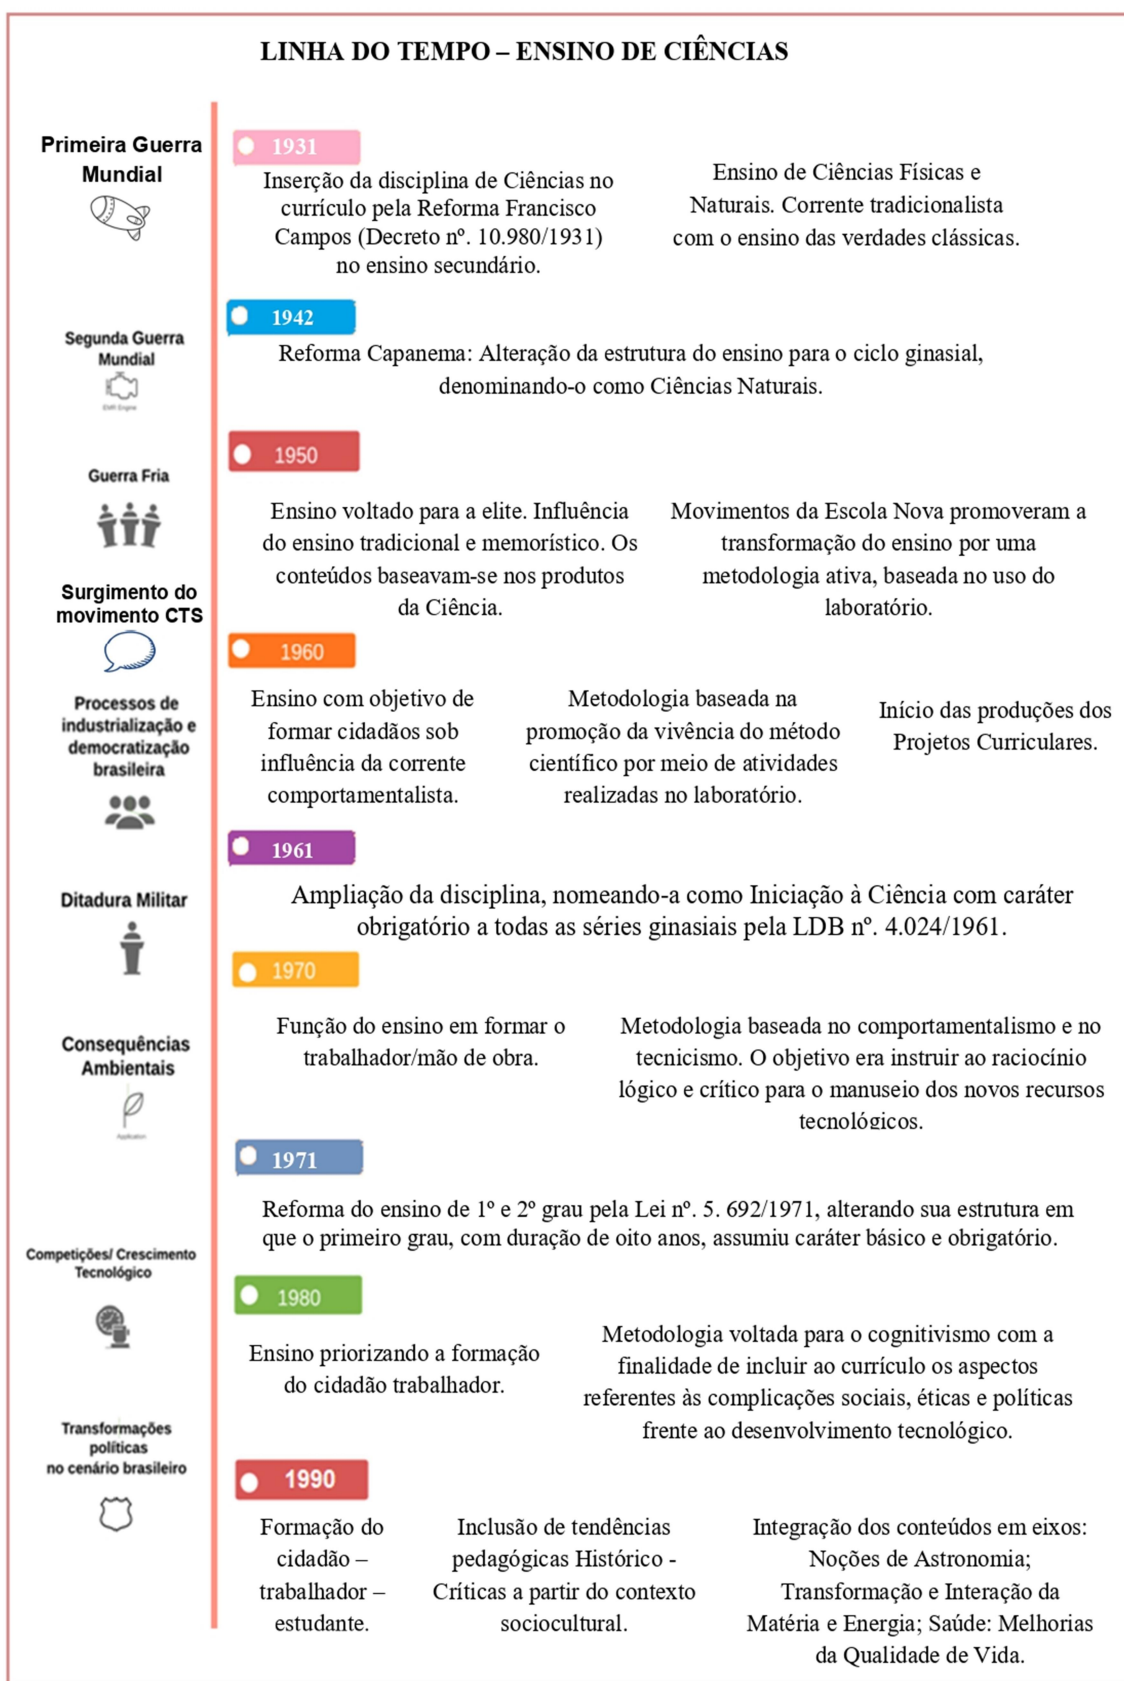 LINHA DO TEMPO – ENSINO DE CIÊNCIAS
Primeira Guerra
Mundial
1931
Inserção da disciplina de Ciências no
currículo pela Reforma Francisco
Campos (Decreto nº. 10.980/1931)
no ensino secundário.
Ensino de Ciências Físicas e
Naturais. Corrente tradicionalista
com o ensino das verdades clássicas.
Segunda Guerra
Mundial
1942
Reforma Capanema: Alteração da estrutura do ensino para o ciclo ginasial,
denominando-o como Ciências Naturais.
Guerra Fria
1950
Ensino voltado para a elite. Influência
do ensino tradicional e memorístico. Os
conteúdos baseavam-se nos produtos
da Ciência.
Movimentos da Escola Nova promoveram a
transformação do ensino por uma
metodologia ativa, baseada no uso do
laboratório.
Surgimento do
movimento CTS
1960
Processos de
industrialização e
democratização
brasileira
Ensino com objetivo de
formar cidadãos sob
influência da corrente
comportamentalista.
Metodologia baseada na
promoção da vivência do método
científico por meio de atividades
realizadas no laboratório.
Início das produções dos
Projetos Curriculares.
1961
Ditadura Militar
Ampliação da disciplina, nomeando-a como Iniciação à Ciência com caráter
obrigatório a todas as séries ginasiais pela LDB nº. 4.024/1961.
1970
Consequências
Ambientais
Application
Função do ensino em formar o
trabalhador/mão de obra.
Metodologia baseada no comportamentalismo e no
tecnicismo. O objetivo era instruir ao raciocínio
lógico e crítico para o manuseio dos novos recursos
tecnológicos.
1971
Reforma do ensino de 1º e 2º grau pela Lei nº. 5. 692/1971, alterando sua estrutura em
que o primeiro grau, com duração de oito anos, assumiu caráter básico e obrigatório.
Competições/ Crescimento
Tecnológico
1980
Ensino priorizando a formação
do cidadão trabalhador.
Metodologia voltada para o cognitivismo com a
finalidade de incluir ao currículo os aspectos
referentes às complicações sociais, éticas e políticas
frente ao desenvolvimento tecnológico.
Transformações
políticas
no cenário brasileiro
1990
Formação do
cidadão –
trabalhador –
estudante.
Inclusão de tendências
pedagógicas Histórico -
Críticas a partir do contexto
sociocultural.
Integração dos conteúdos em eixos:
Noções de Astronomia;
Transformação e Interação da
Matéria e Energia; Saúde: Melhorias
da Qualidade de Vida.